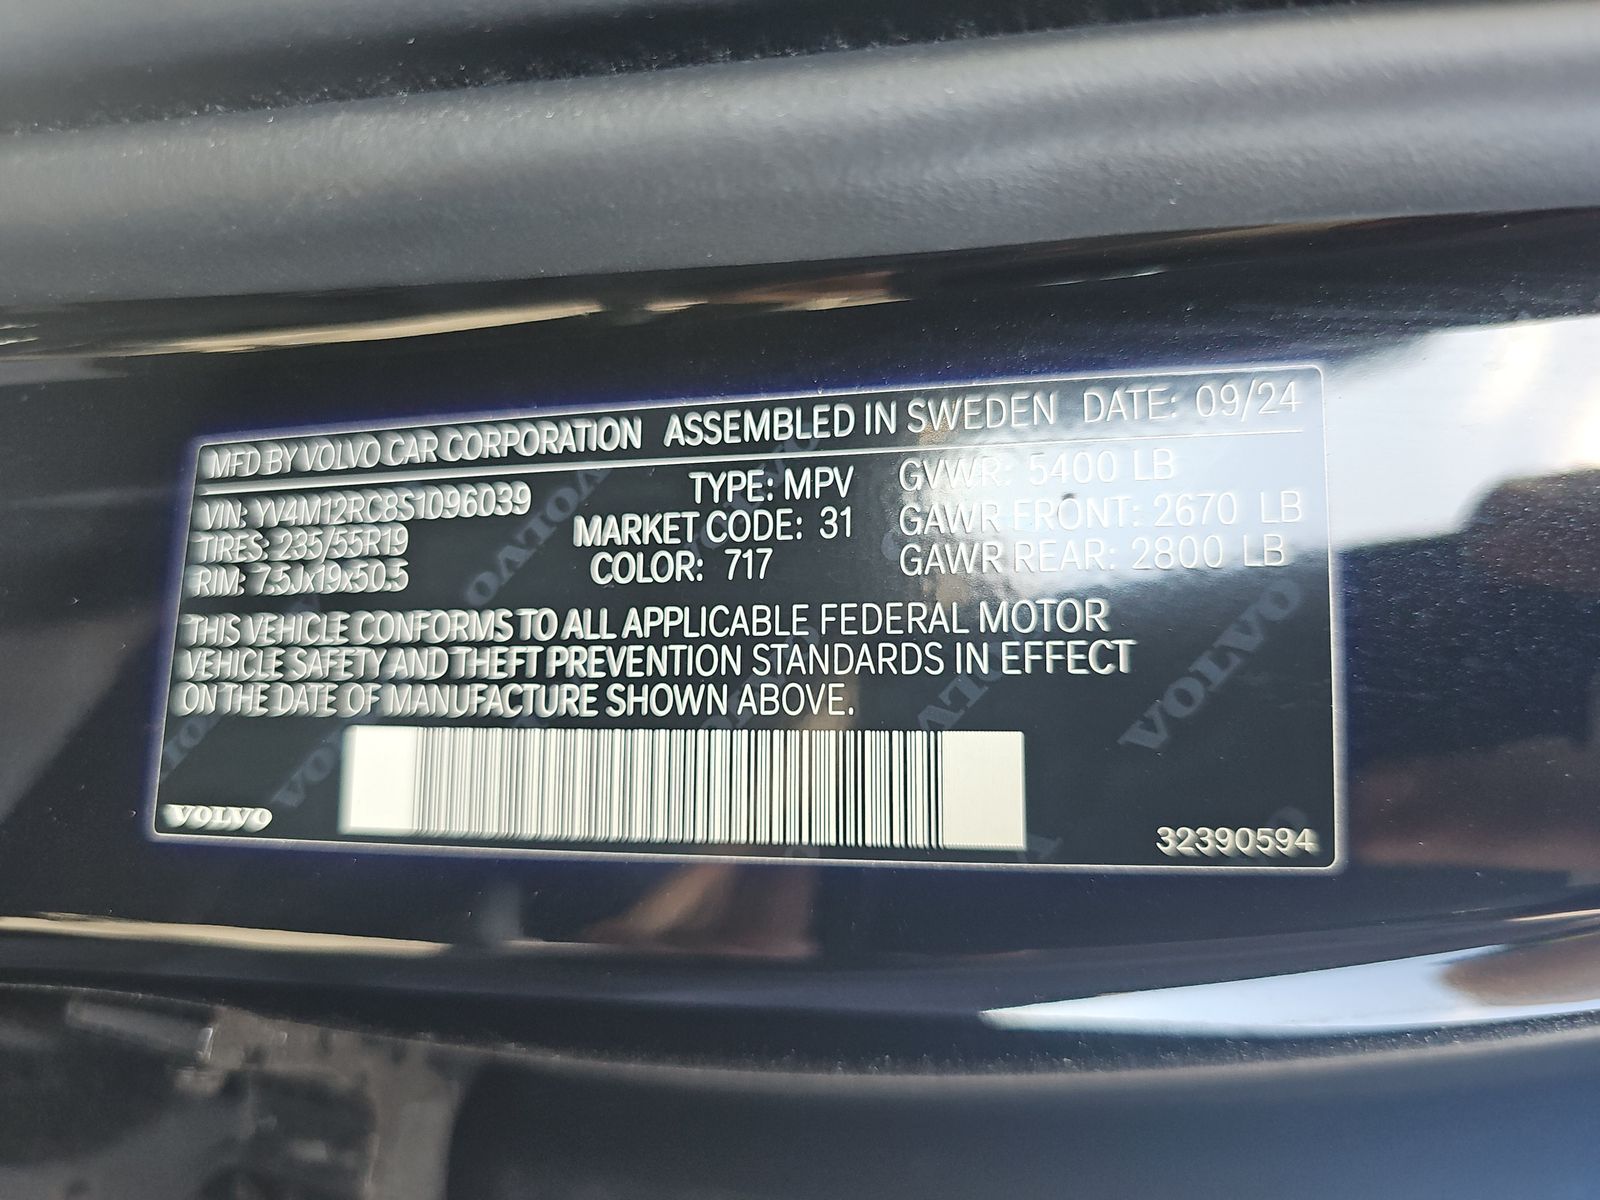 MFD BY VOLVO CAR CORPORATION ASSEMBLED IN SWEDEN DATE: 09/24
VIN: YV4M12RC8S1096039 TYPE: MPV GVWR: 5400 LB
TIRES: 235/55R19 MARKET CODE: 31 GAWR FRONT: 2670 LB
RIM: 7.5Jx19x50.5 COLOR: 717 GAWR REAR: 2800 LB
THIS VEHICLE CONFORMS TO ALL APPLICABLE FEDERAL MOTOR
VEHICLE SAFETY AND THEFT PREVENTION STANDARDS IN EFFECT
ON THE DATE OF MANUFACTURE SHOWN ABOVE.
VOLVO 32390594